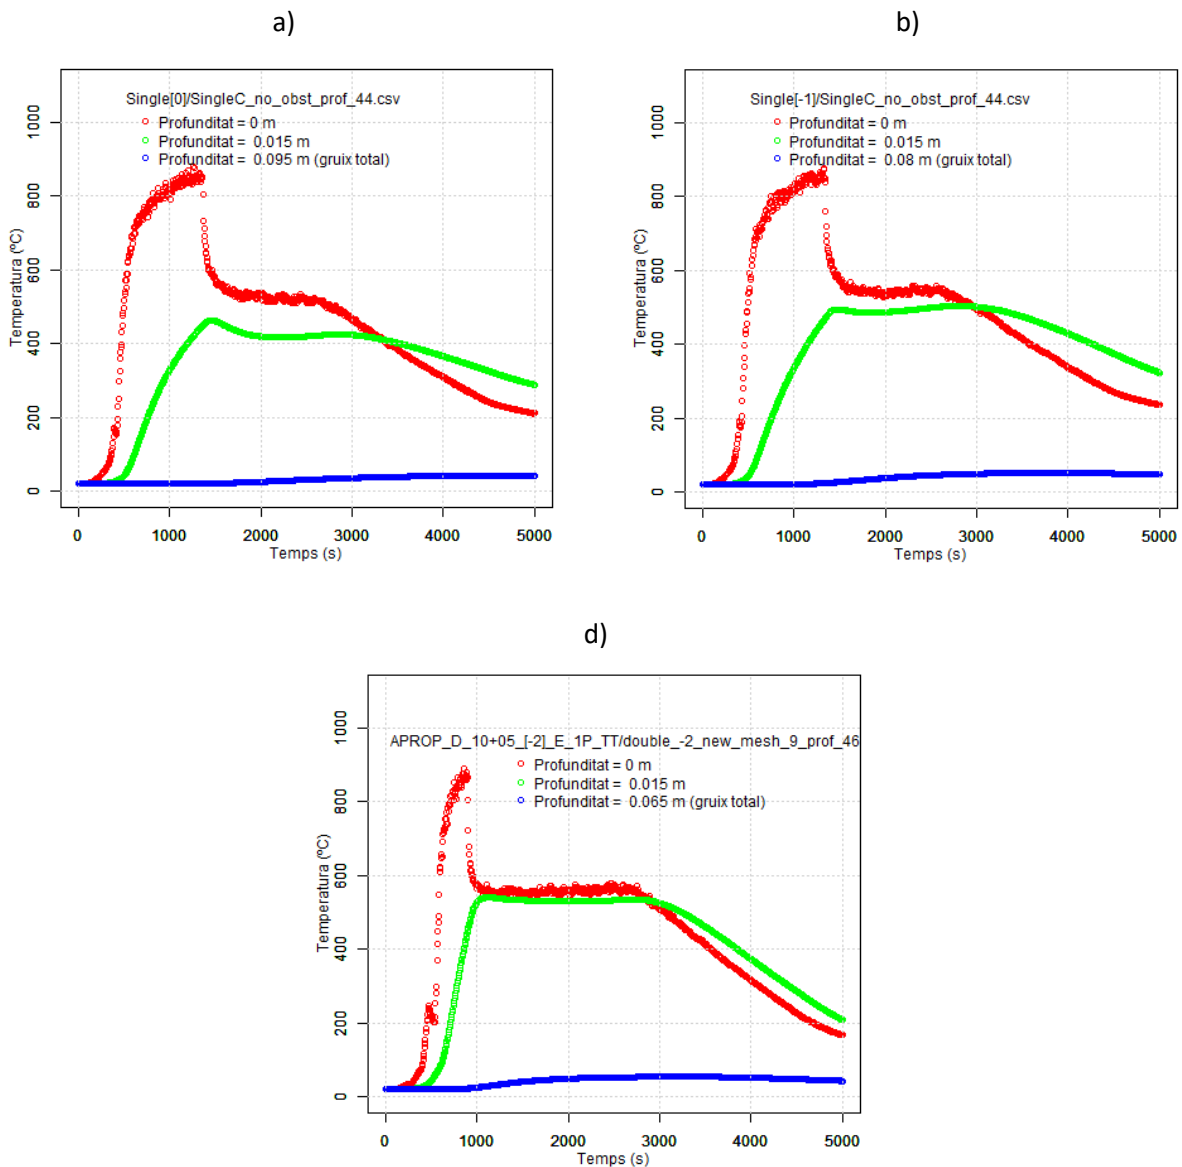 a)
Single[0]/SingleC_no_obst_prof_44.csv
Profunditat = 0 m
Profunditat = 0.015 m
Profunditat = 0.095 m (gruix total)
Temperatura (ºC)
0
200
400
600
800
1000
0 1000 2000 3000 4000 5000
Temps (s)
b)
Single[-1]/SingleC_no_obst_prof_44.csv
Profunditat = 0 m
Profunditat = 0.015 m
Profunditat = 0.08 m (gruix total)
Temperatura (ºC)
0
200
400
600
800
1000
0 1000 2000 3000 4000 5000
Temps (s)
d)
APROP_D_10+05_[-2]_E_1P_TT/double_-2_new_mesh_9_prof_46
Profunditat = 0 m
Profunditat = 0.015 m
Profunditat = 0.065 m (gruix total)
Temperatura (ºC)
0
200
400
600
800
1000
0 1000 2000 3000 4000 5000
Temps (s)